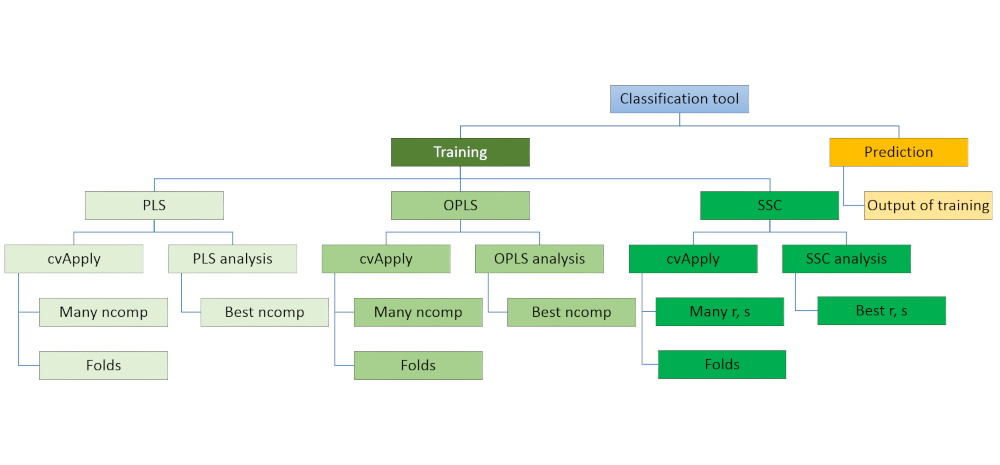 Classification tool
Training
Prediction
PLS
OPLS
SSC
Output of training
cvApply
PLS analysis
cvApply
OPLS analysis
cvApply
SSC analysis
Many ncomp
Best ncomp
Many ncomp
Best ncomp
Many r, s
Best r, s
Folds
Folds
Folds